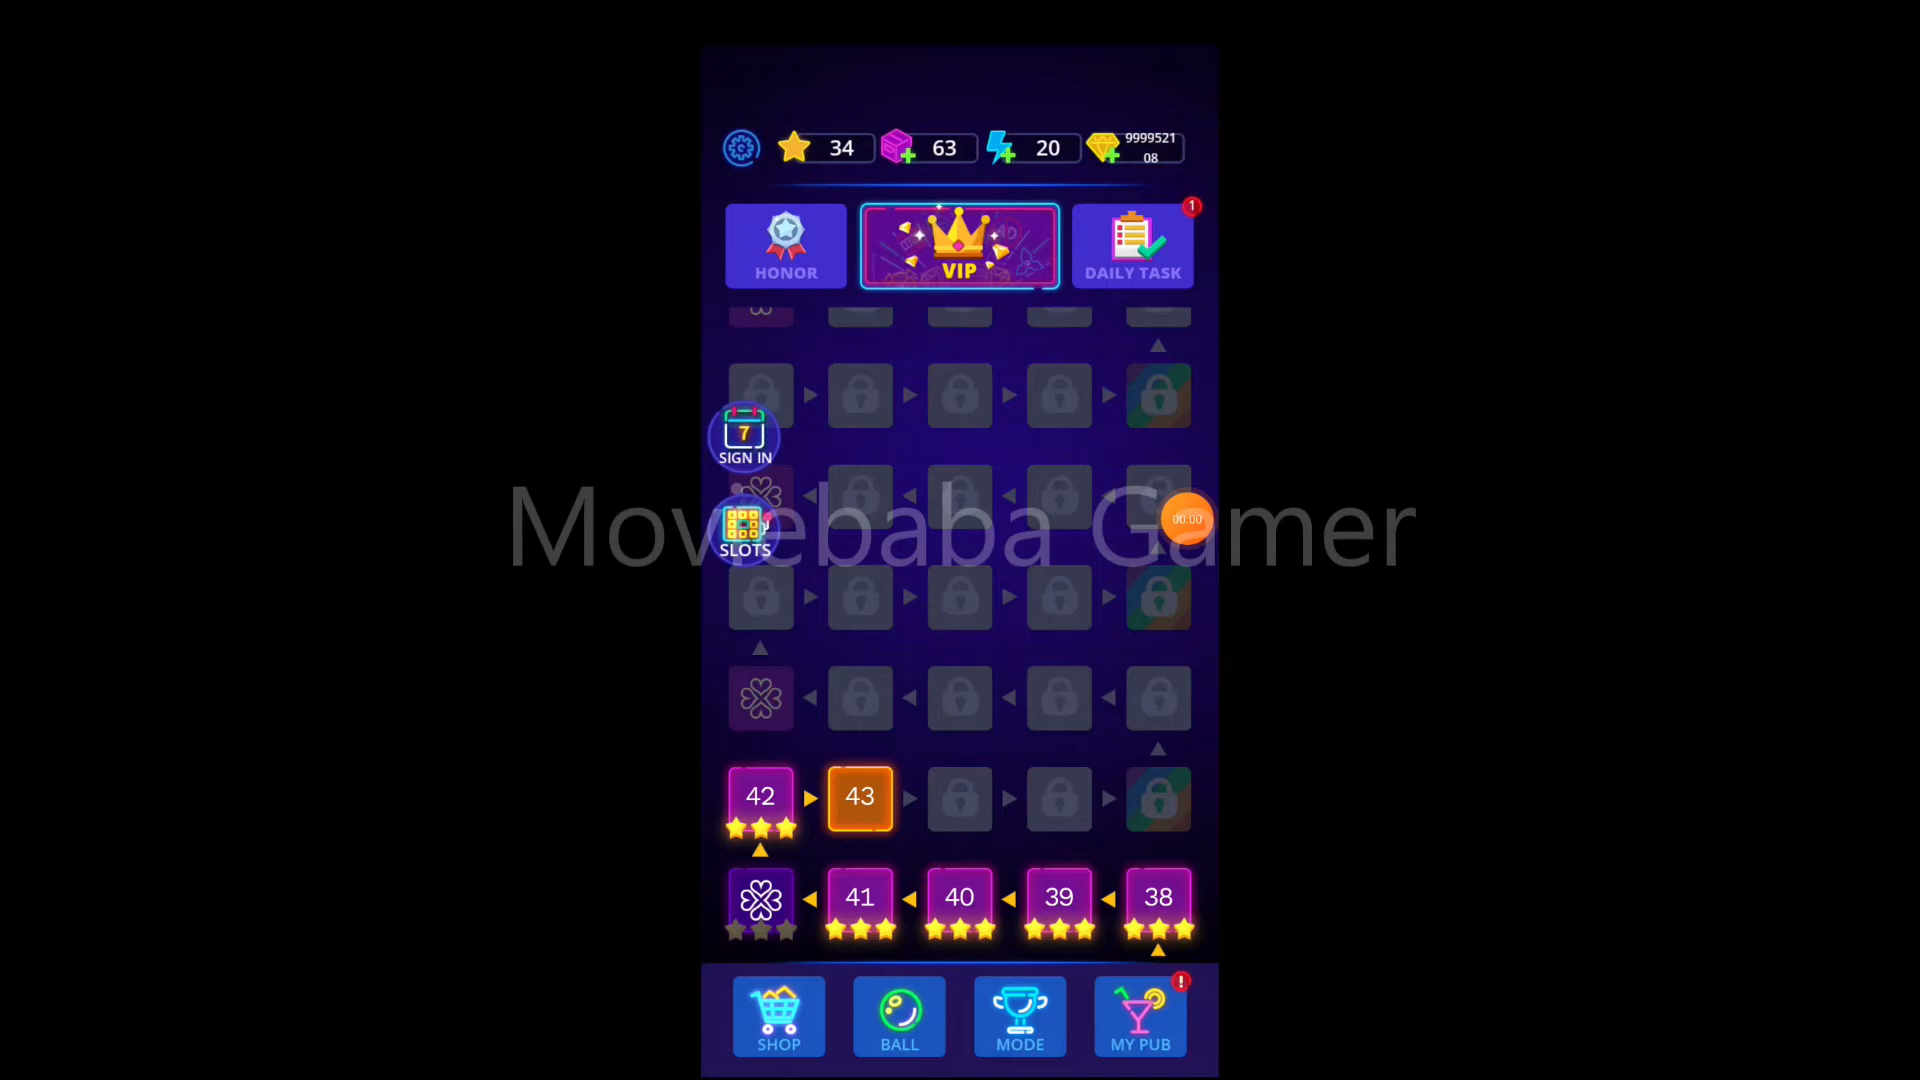 34
63
20
9999521
08
HONOR
VIP
DAILY TASK
1
7
SIGN IN
SLOTS
Moviebaba Gamer
00:00
42
43
41
40
39
38
SHOP
BALL
MODE
MY PUB
!